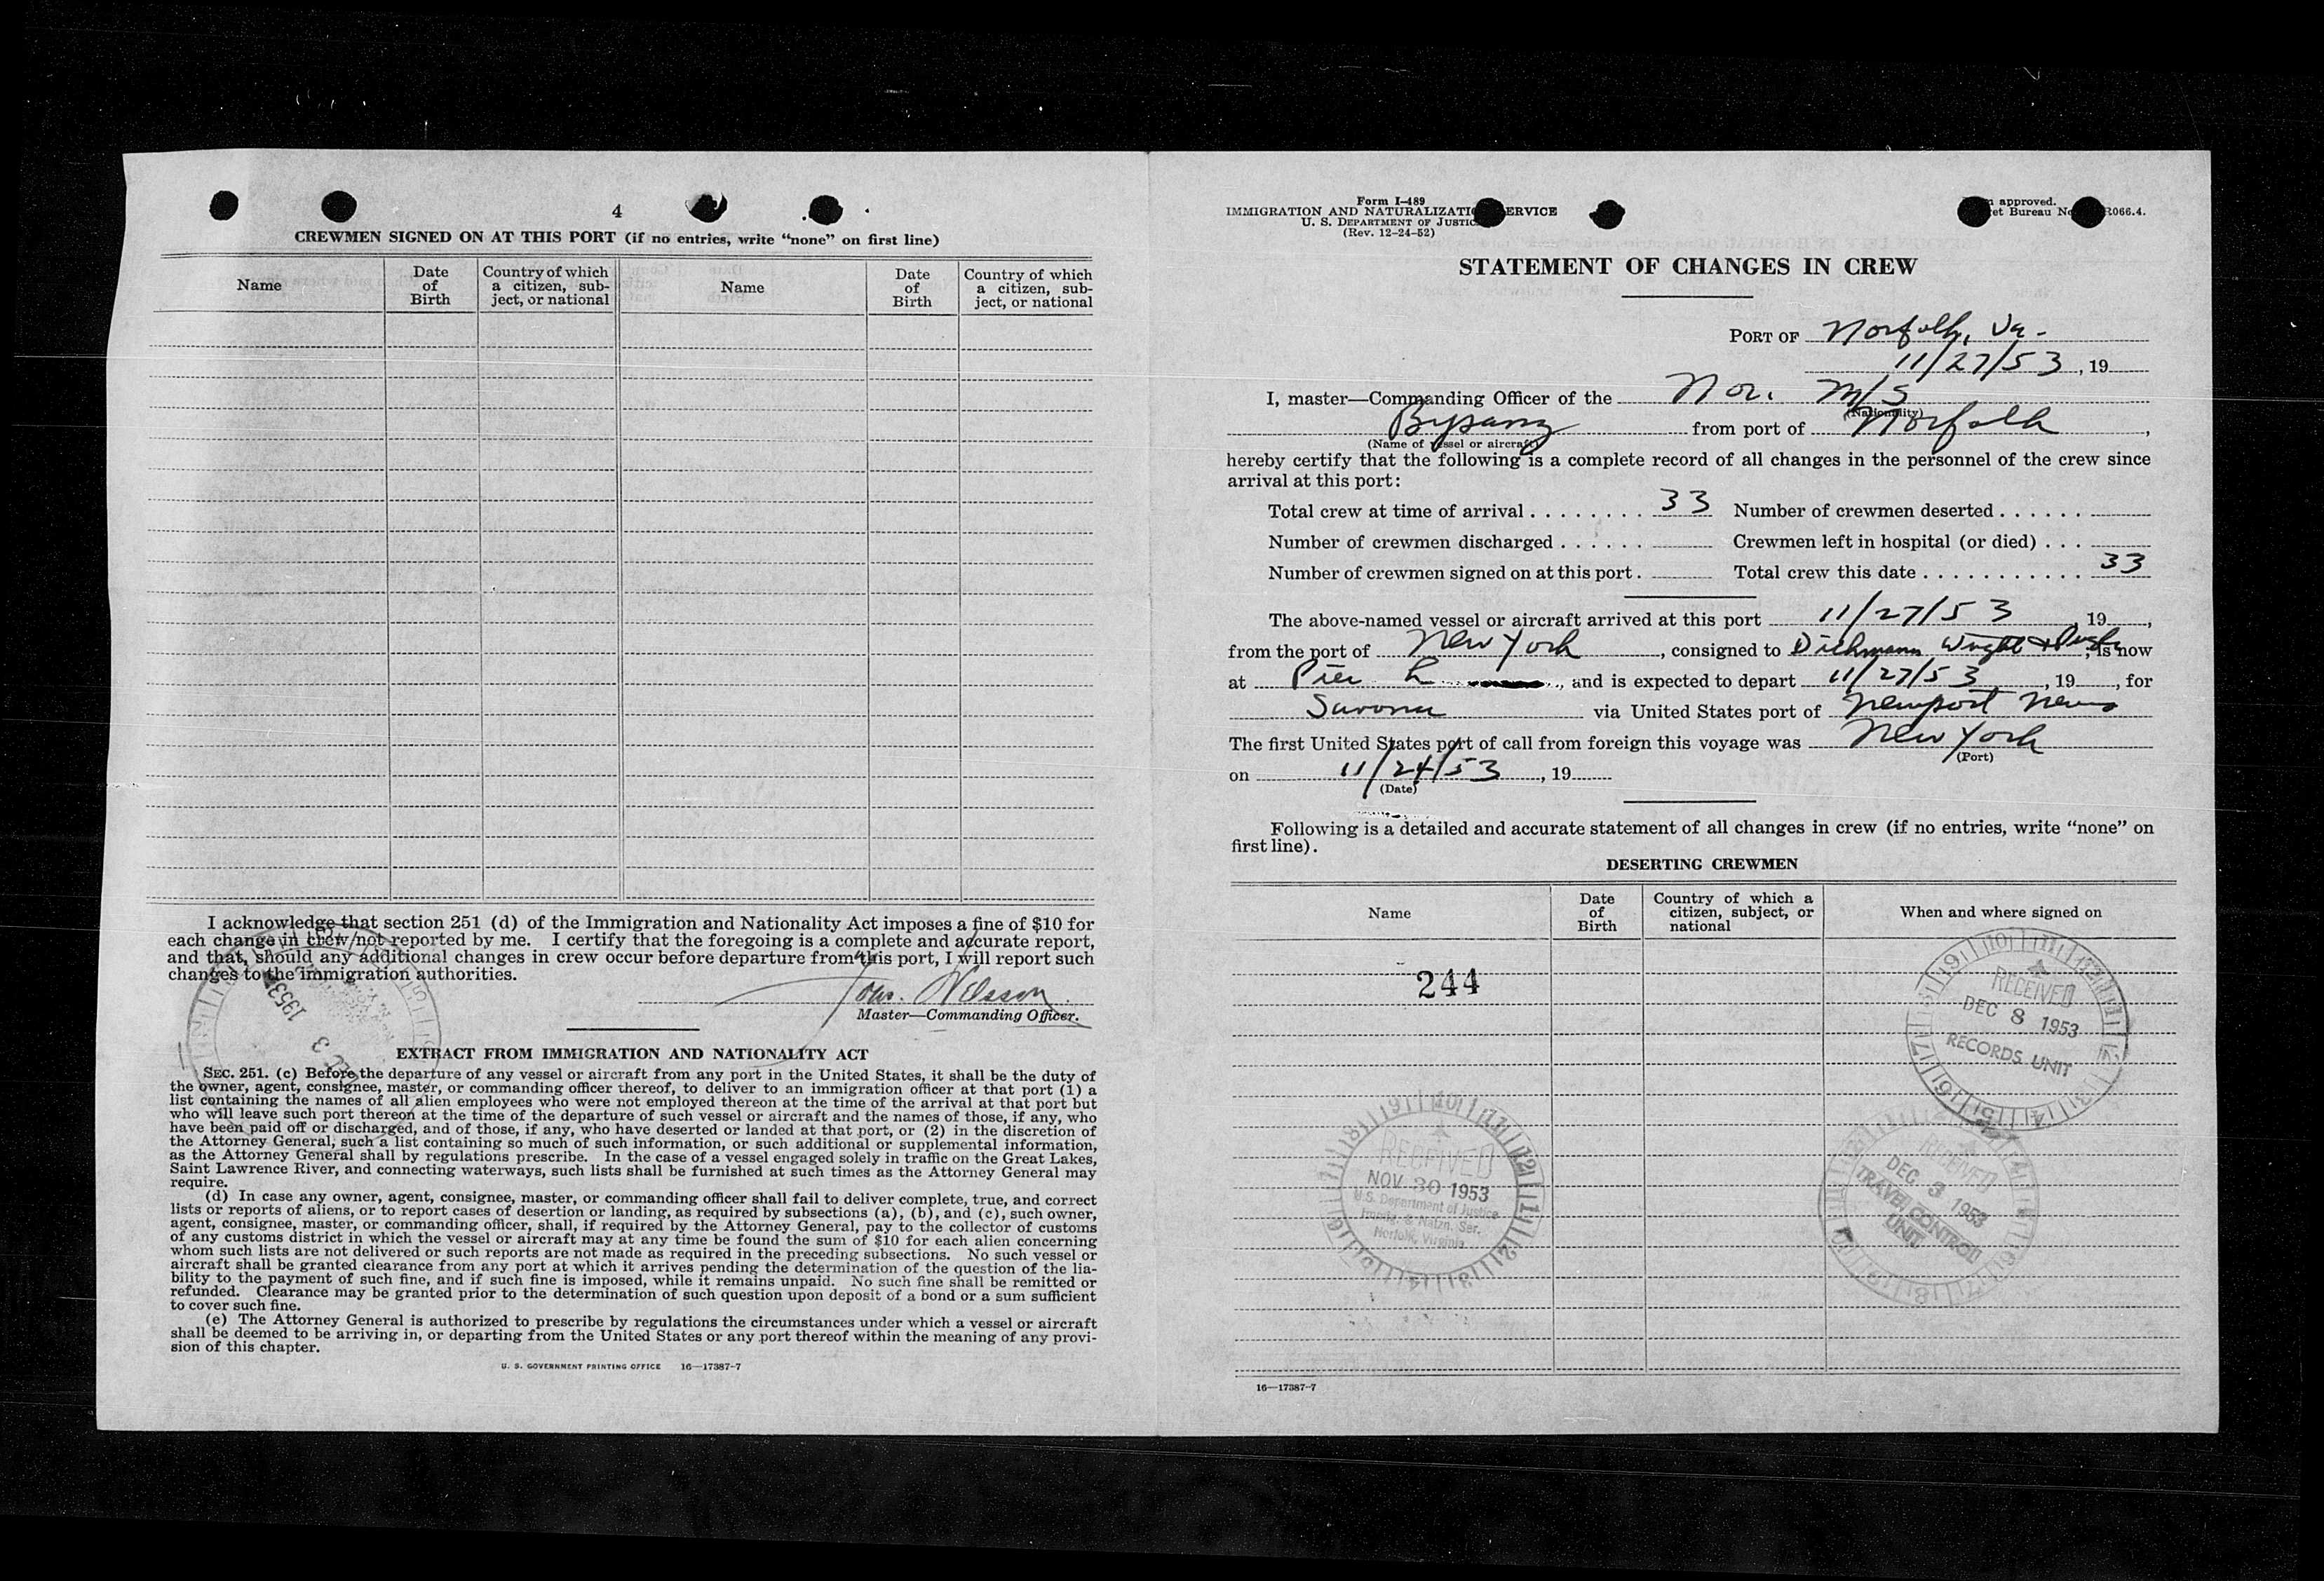 4
CREWMEN SIGNED ON AT THIS PORT (if no entries, write "none" on first line)
Name
Date of Birth
Country of which a citizen, subject, or national
Name
Date of Birth
Country of which a citizen, subject, or national
I acknowledge that section 251 (d) of the Immigration and Nationality Act imposes a fine of $10 for
each change in crew not reported by me. I certify that the foregoing is a complete and accurate report,
and that, should any additional changes in crew occur before departure from this port, I will report such
changes to the immigration authorities.
Nilsson
Master—Commanding Officer.
1953
EXTRACT FROM IMMIGRATION AND NATIONALITY ACT
SEC. 251. (c) Before the departure of any vessel or aircraft from any port in the United States, it shall be the duty of
the owner, agent, consignee, master, or commanding officer thereof, to deliver to an immigration officer at that port (1) a
list containing the names of all alien employees who were not employed thereon at the time of the arrival at that port but
who will leave such port thereon at the time of the departure of such vessel or aircraft and the names of those, if any, who
have been paid off or discharged, and of those, if any, who have deserted or landed at that port, or (2) in the discretion of
the Attorney General, such a list containing so much of such information, or such additional or supplemental information,
as the Attorney General shall by regulations prescribe. In the case of a vessel engaged solely in traffic on the Great Lakes,
Saint Lawrence River, and connecting waterways, such lists shall be furnished at such times as the Attorney General may
require.
(d) In case any owner, agent, consignee, master, or commanding officer shall fail to deliver complete, true, and correct
lists or reports of aliens, or to report cases of desertion or landing, as required by subsections (a), (b), and (c), such owner,
agent, consignee, master, or commanding officer, shall, if required by the Attorney General, pay to the collector of customs
of any customs district in which the vessel or aircraft may at any time be found the sum of $10 for each alien concerning
whom such lists are not delivered or such reports are not made as required in the preceding subsections. No such vessel or
aircraft shall be granted clearance from any port at which it arrives pending the determination of the question of the lia-
bility to the payment of such fine, and if such fine is imposed, while it remains unpaid. No such fine shall be remitted or
refunded. Clearance may be granted prior to the determination of such question upon deposit of a bond or a sum sufficient
to cover such fine.
(e) The Attorney General is authorized to prescribe by regulations the circumstances under which a vessel or aircraft
shall be deemed to be arriving in, or departing from the United States or any port thereof within the meaning of any provi-
sion of this chapter.
U. S. GOVERNMENT PRINTING OFFICE 16—17387-7
Form I-489
IMMIGRATION AND NATURALIZATI ERVICE
U. S. DEPARTMENT OF JUSTIC
(Rev. 12-24-52)
approved.
et Bureau No R066.4.
STATEMENT OF CHANGES IN CREW
PORT OF Norfolk, Va-
11/27/53, 19
I, master—Commanding Officer of the Nor. M/S
(Nationality)
from port of Norfolk,
(Name of vessel or aircraft)
hereby certify that the following is a complete record of all changes in the personnel of the crew since
arrival at this port:
Total crew at time of arrival . . . . . . . . 33 Number of crewmen deserted . . . . . .
Number of crewmen discharged . . . . . . Crewmen left in hospital (or died) . . .
Number of crewmen signed on at this port . Total crew this date . . . . . . . . . . . . 33
The above-named vessel or aircraft arrived at this port 11/27/53, 19,
from the port of New York, consigned to Dichmann Wright & Pugh, is now
at Pier L, and is expected to depart 11/27/53, 19, for
Savona via United States port of Newport News
The first United States port of call from foreign this voyage was New York
(Port)
on 11/24/53, 19
(Date)
Following is a detailed and accurate statement of all changes in crew (if no entries, write "none" on
first line).
DESERTING CREWMEN
Name
Date of Birth
Country of which a citizen, subject, or national
When and where signed on
244
RECEIVED
DEC 8 1953
RECORDS UNIT
RECEIVED
NOV 30 1953
U.S. Department of Justice
Immig. & Natzn. Ser.
Norfolk, Virginia
RECEIVED
DEC 3 1953
TRAVEL CONTROL
UNIT
16—17387-7